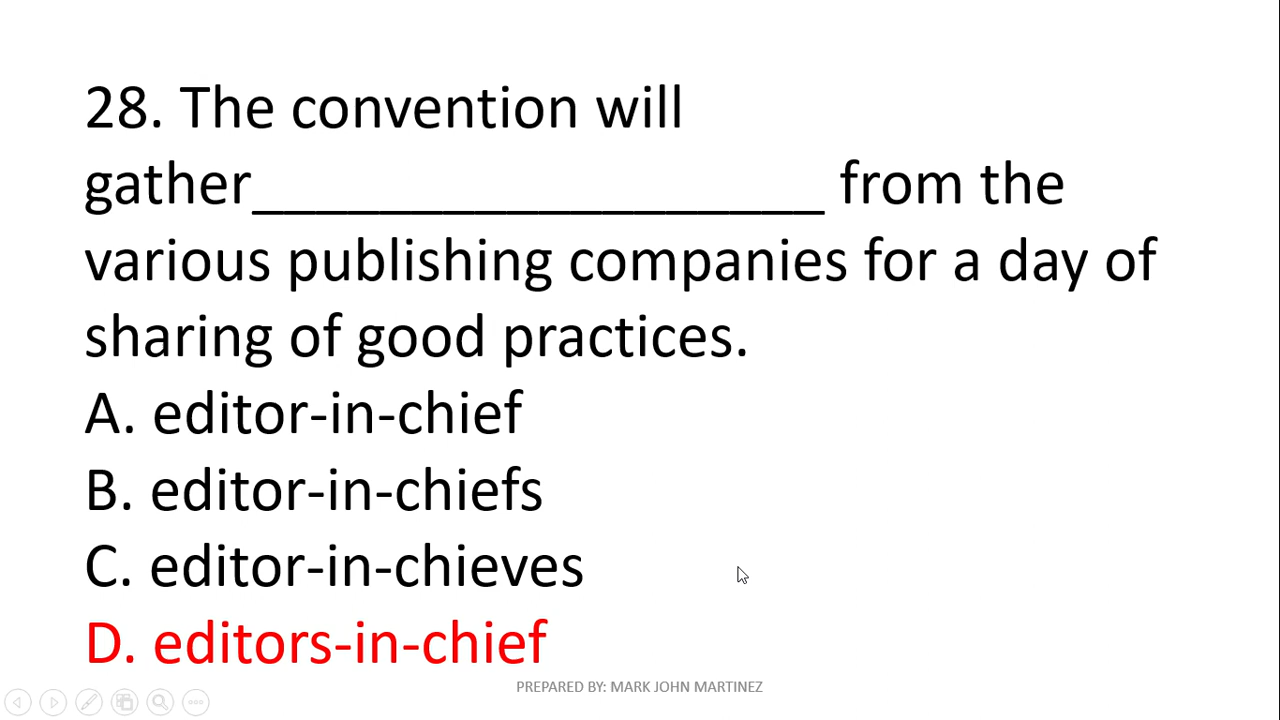 28. The convention will
gather__________________ from the
various publishing companies for a day of
sharing of good practices.
A. editor-in-chief
B. editor-in-chiefs
C. editor-in-chieves
D. editors-in-chief
PREPARED BY: MARK JOHN MARTINEZ